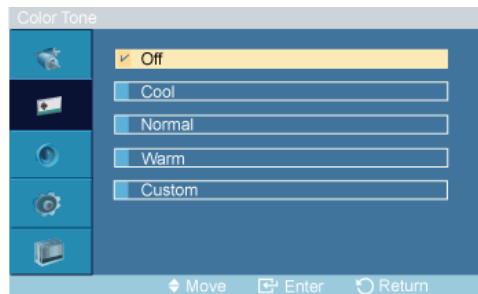 Color Tone
Off
Cool
Normal
Warm
Custom
Move Enter Return